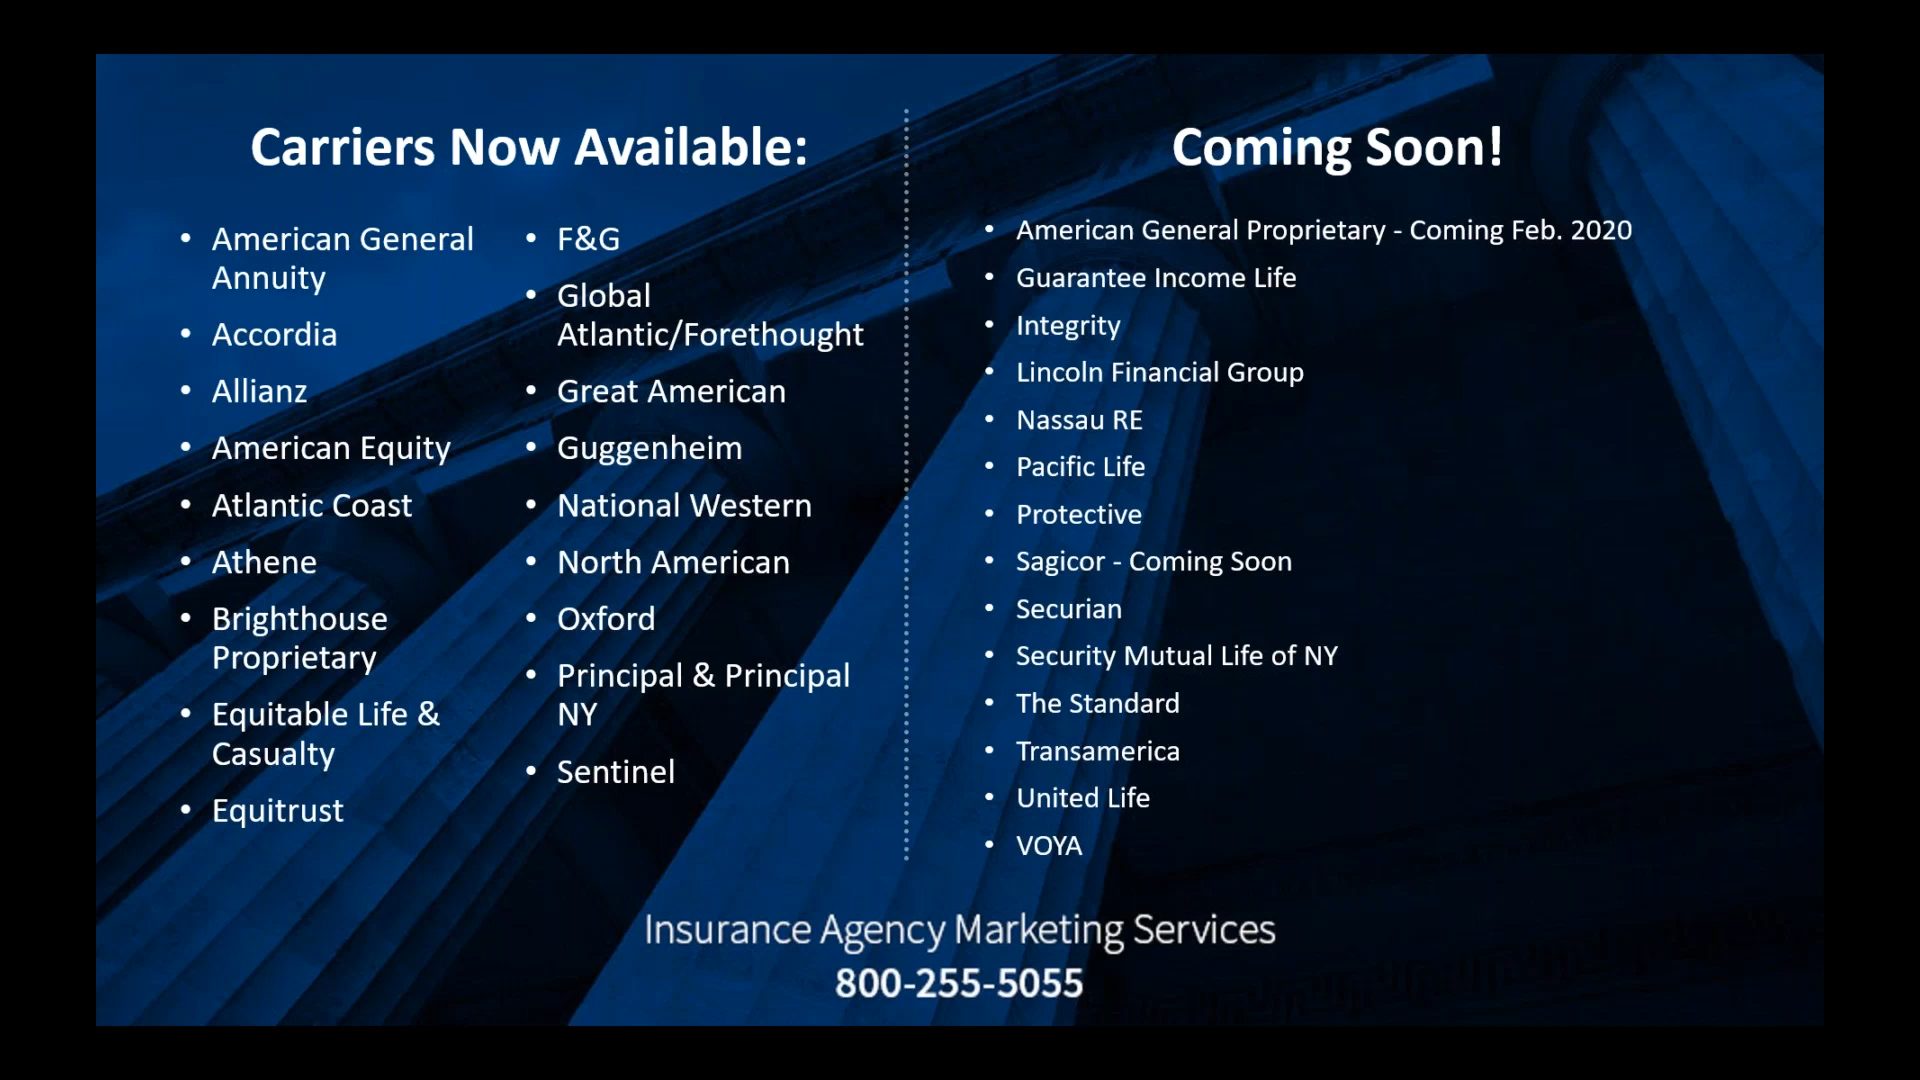 Carriers Now Available:
• American General
Annuity
• Accordia
• Allianz
• American Equity
• Atlantic Coast
• Athene
• Brighthouse
Proprietary
• Equitable Life &
Casualty
• Equitrust
• F&G
• Global
Atlantic/Forethought
• Great American
• Guggenheim
• National Western
• North American
• Oxford
• Principal & Principal
NY
• Sentinel
Coming Soon!
• American General Proprietary - Coming Feb. 2020
• Guarantee Income Life
• Integrity
• Lincoln Financial Group
• Nassau RE
• Pacific Life
• Protective
• Sagicor - Coming Soon
• Securian
• Security Mutual Life of NY
• The Standard
• Transamerica
• United Life
• VOYA
Insurance Agency Marketing Services
800-255-5055